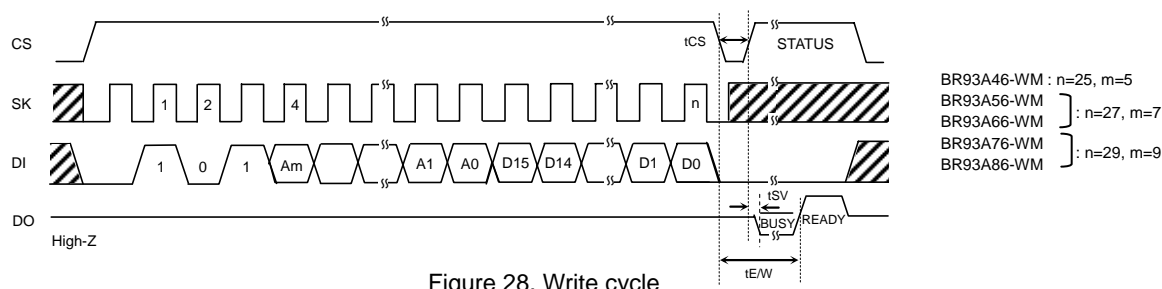 CS
tCS
STATUS
SK
1
2
4
n
DI
1
0
1
Am
A1
A0
D15
D14
D1
D0
tSV
DO
BUSY
READY
High-Z
tE/W
Figure 28. Write cycle
BR93A46-WM : n=25, m=5
BR93A56-WM
BR93A66-WM
: n=27, m=7
BR93A76-WM
BR93A86-WM
: n=29, m=9